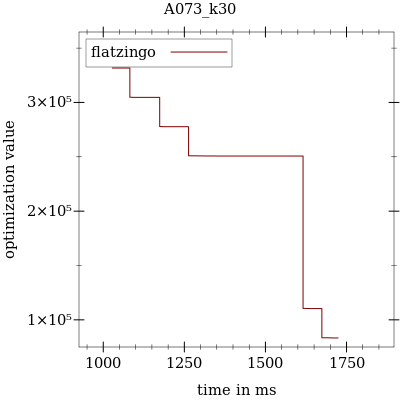 A073_k30
flatzingo
3×10⁵
2×10⁵
1×10⁵
optimization value
1000 1250 1500 1750
time in ms